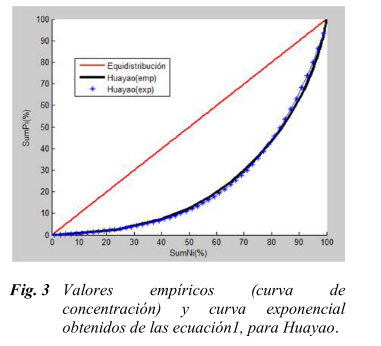 100
90
80
70
60
50
40
30
20
10
0
SumPi(%)
Equidistribución
Huayao(emp)
Huayao(exp)
0 10 20 30 40 50 60 70 80 90 100
SumNi(%)
Fig. 3 Valores empíricos (curva de
concentración) y curva exponencial
obtenidos de las ecuación1, para Huayao.